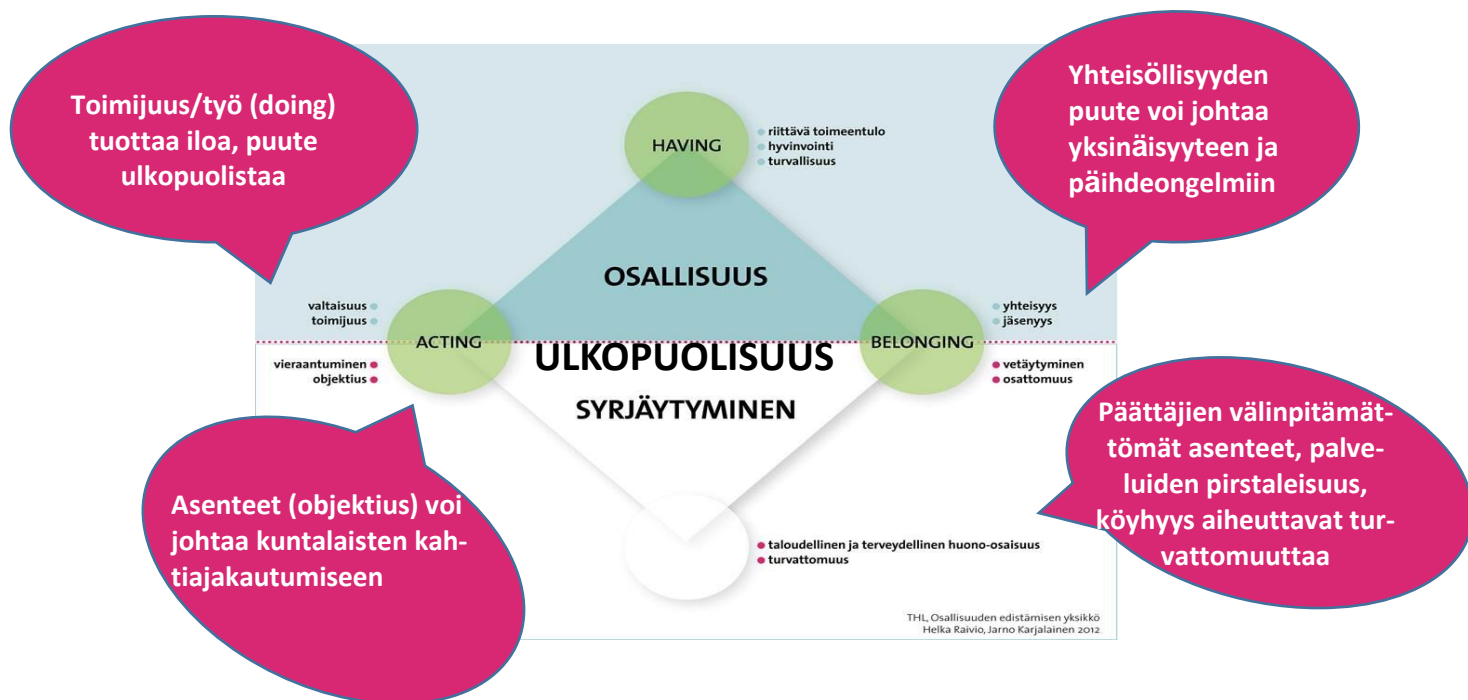 Toimijuus/työ (doing)
tuottaa iloa, puute
ulkopuolistaa
Yhteisöllisyyden
puute voi johtaa
yksinäisyyteen ja
päihdeongelmiin
HAVING
riittävä toimeentulo
hyvinvointi
turvallisuus
OSALLISUUS
valtaisuus
toimijuus
yhteisyys
jäsenyys
ACTING
BELONGING
ULKOPUOLISUUS
vieraantuminen
objektius
vetäytyminen
osattomuus
SYRJÄYTYMINEN
Asenteet (objektius) voi
johtaa kuntalaisten kah-
tiajakautumiseen
Päättäjien välinpitämät-
tömät asenteet, palve-
luiden pirstaleisuus,
köyhyys aiheuttavat tur-
vattomuuttaa
taloudellinen ja terveydellinen huono-osaisuus
turvattomuus
THL, Osallisuuden edistämisen yksikkö
Helka Raivio, Jarno Karjalainen 2012